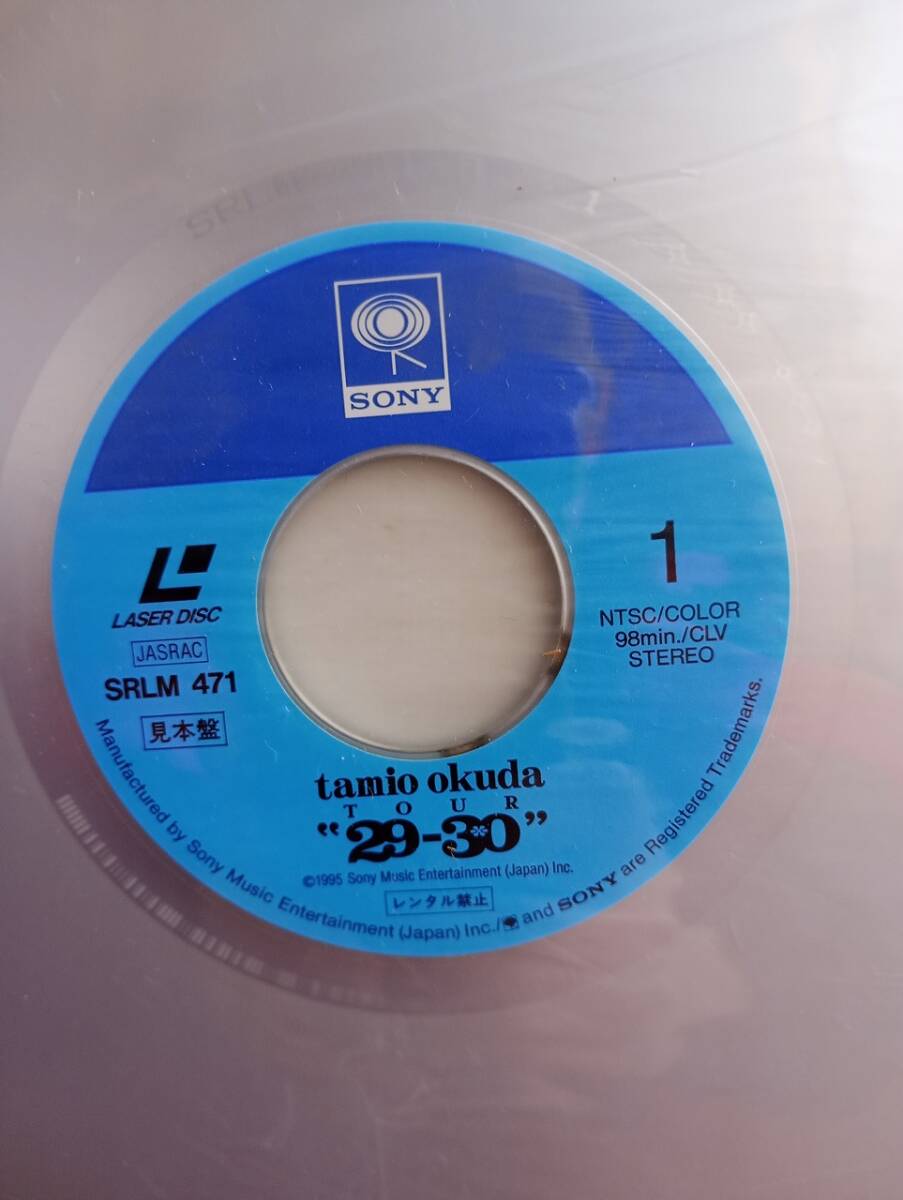 SONY
LASER DISC
JASRAC
SRLM 471
見本盤
1
NTSC/COLOR
98min./CLV
STEREO
tamio okuda
TOUR
"29-30"
©1995 Sony Music Entertainment (Japan) Inc.
レンタル禁止
Manufactured by Sony Music Entertainment (Japan) Inc./ and SONY are Registered Trademarks.